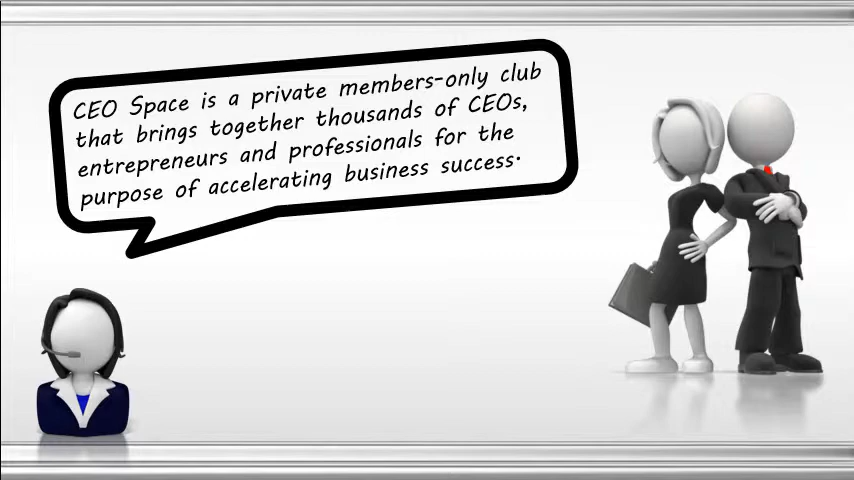 CEO Space is a private members-only club
that brings together thousands of CEOs,
entrepreneurs and professionals for the
purpose of accelerating business success.